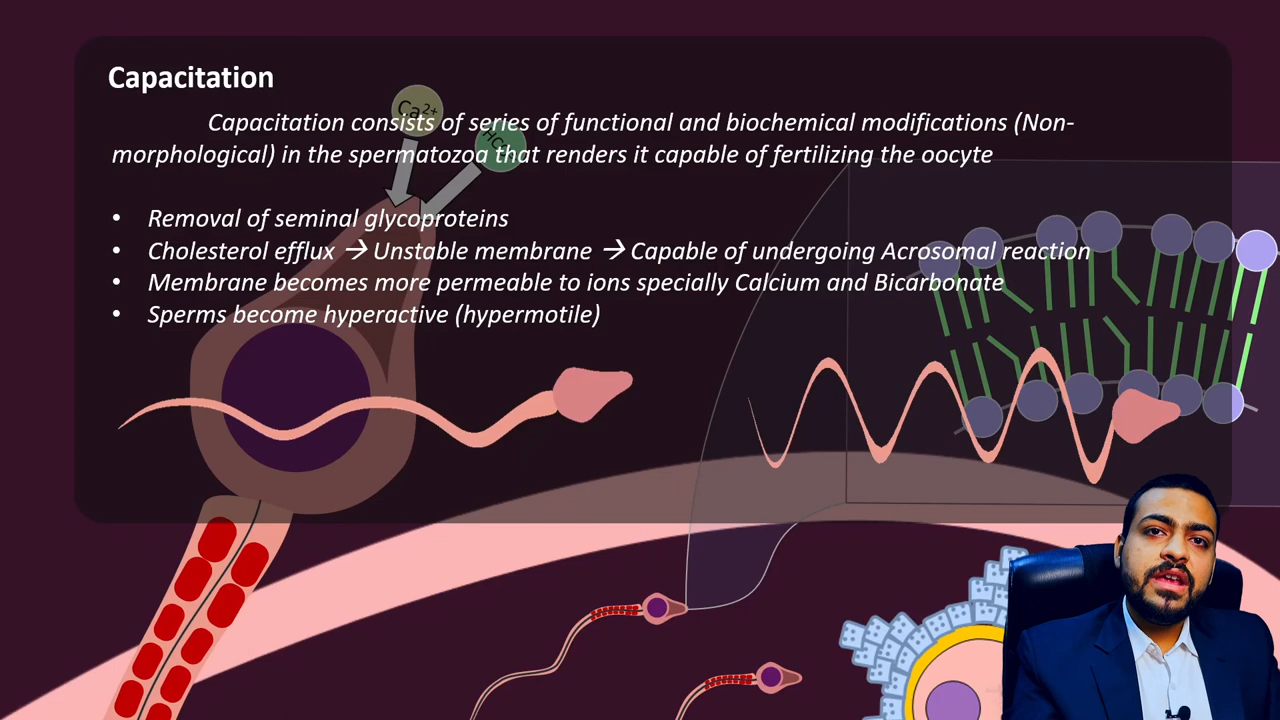 Capacitation
Ca²⁺
Capacitation consists of series of functional and biochemical modifications (Non-
morphological) in the spermatozoa that renders it capable of fertilizing the oocyte
• Removal of seminal glycoproteins
• Cholesterol efflux → Unstable membrane → Capable of undergoing Acrosomal reaction
• Membrane becomes more permeable to ions specially Calcium and Bicarbonate
• Sperms become hyperactive (hypermotile)